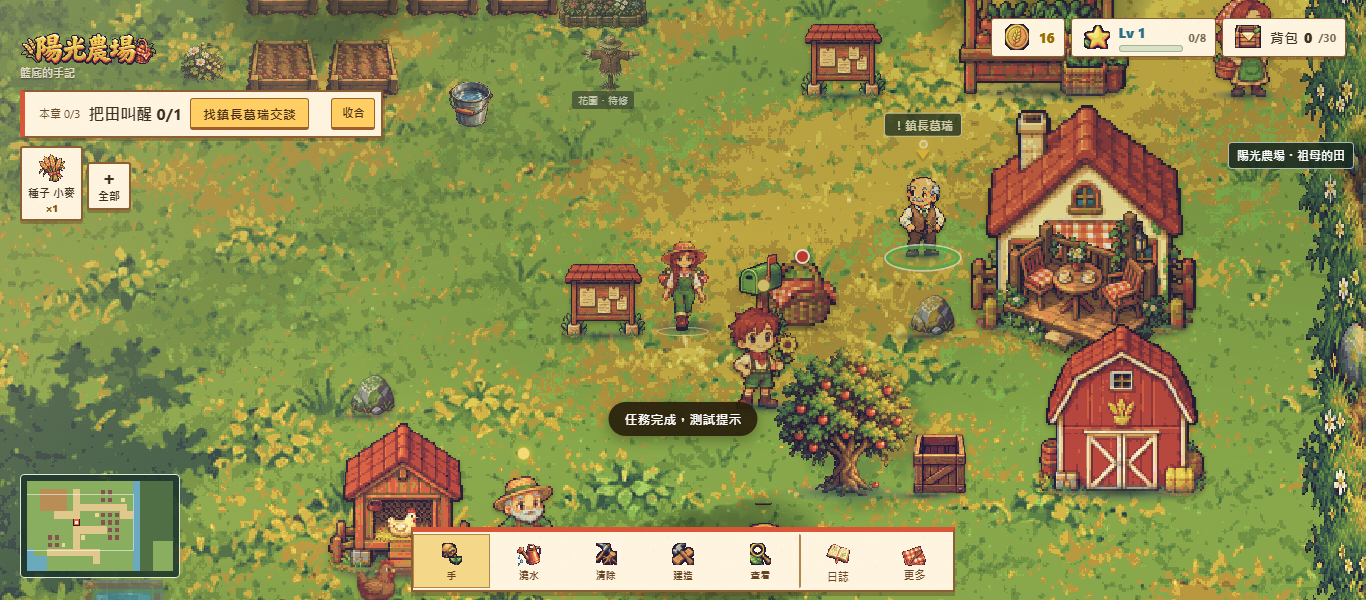 陽光農場
籃底的手記
本章 0/3 把田叫醒 0/1 找鎮長葛瑞交談 收合
種子 小麥
×1
+
全部
花圃·待修
16
Lv 1
0/8
背包 0 /30
! 鎮長葛瑞
陽光農場·祖母的田
任務完成，測試提示
手 澆水 清除 建造 查看 日誌 更多